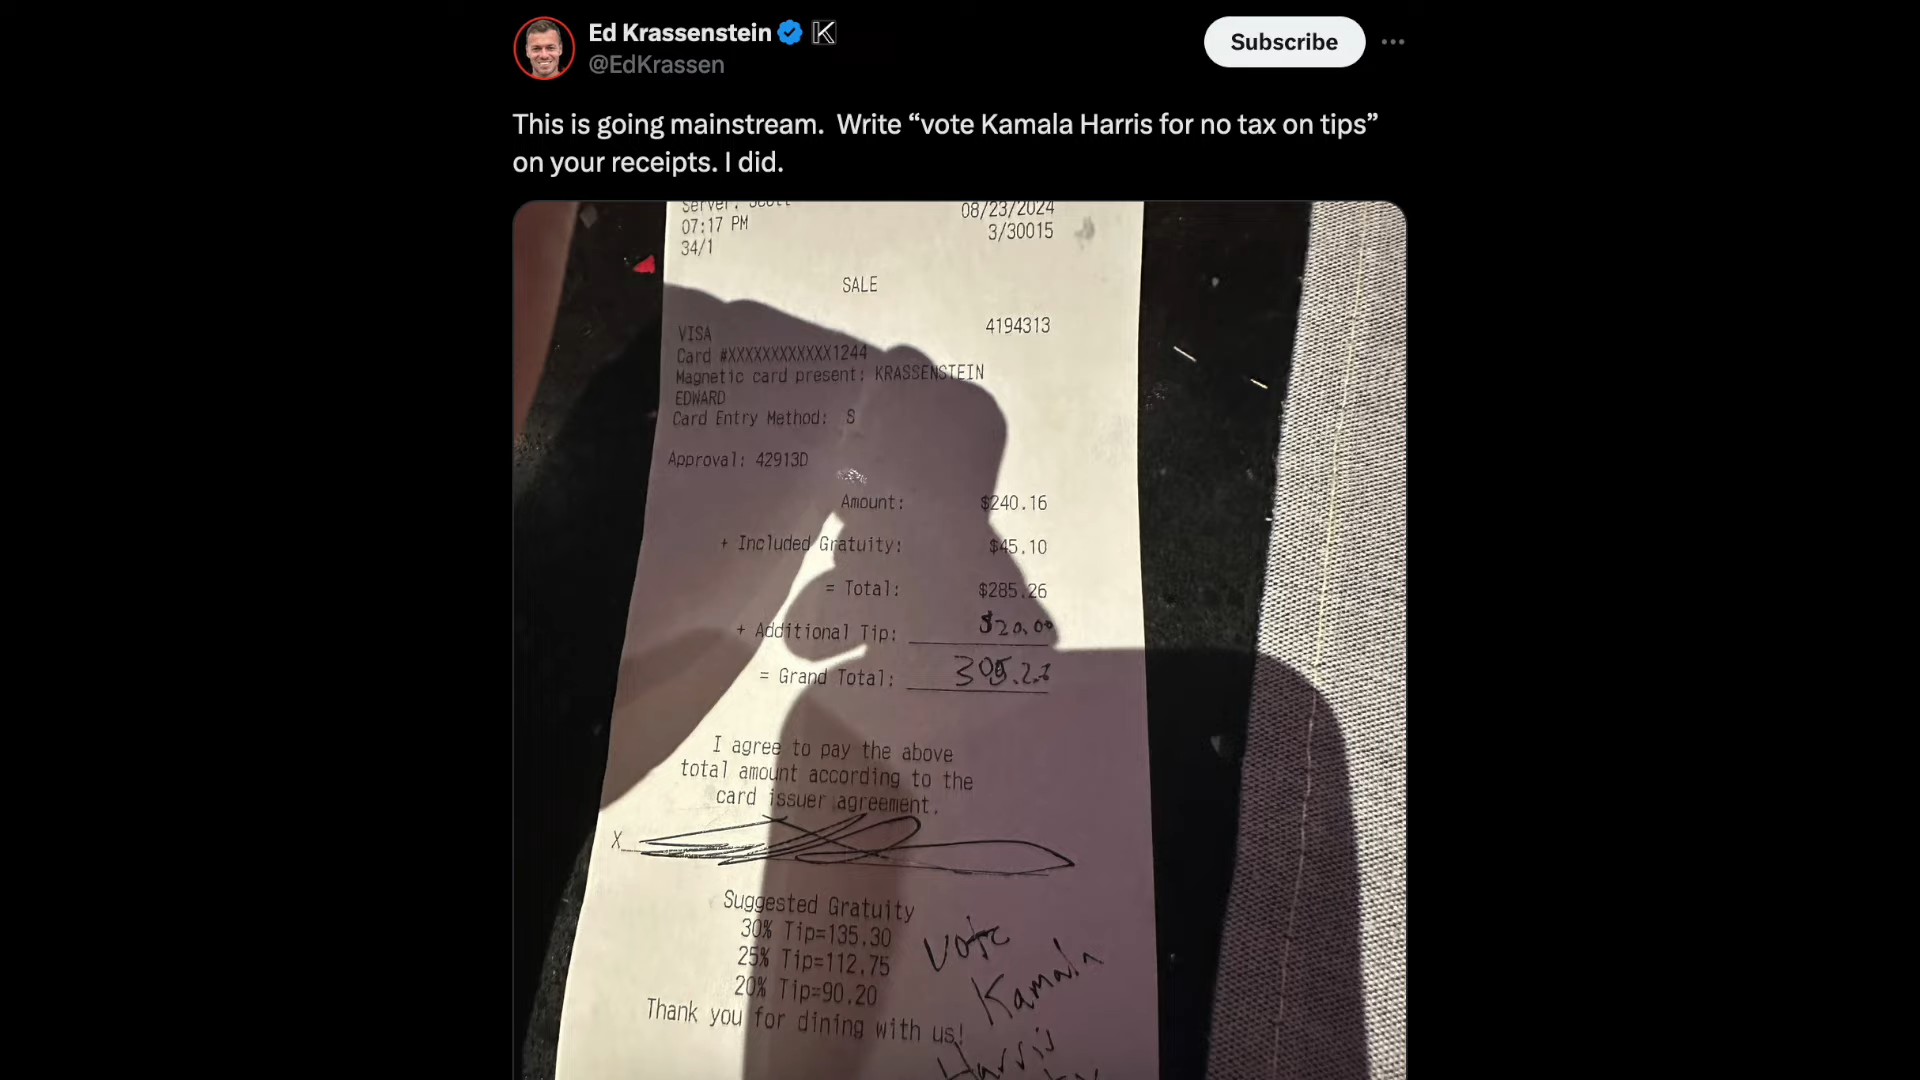 Ed Krassenstein
@EdKrassen
Subscribe
This is going mainstream. Write “vote Kamala Harris for no tax on tips”
on your receipts. I did.
Server: Scott 08/23/2024
07:17 PM 3/30015
34/1
SALE
4194313
VISA
Card #XXXXXXXXXXXX1244
Magnetic card present: KRASSENSTEIN
EDWARD
Card Entry Method: S
Approval: 42913D
Amount: $240.16
+ Included Gratuity: $45.10
= Total: $285.26
+ Additional Tip: $20.00
= Grand Total: 305.26
I agree to pay the above
total amount according to the
card issuer agreement.
X
Suggested Gratuity
30% Tip=135.30
25% Tip=112.75
20% Tip=90.20
Thank you for dining with us!
Vote
Kamala
Harris